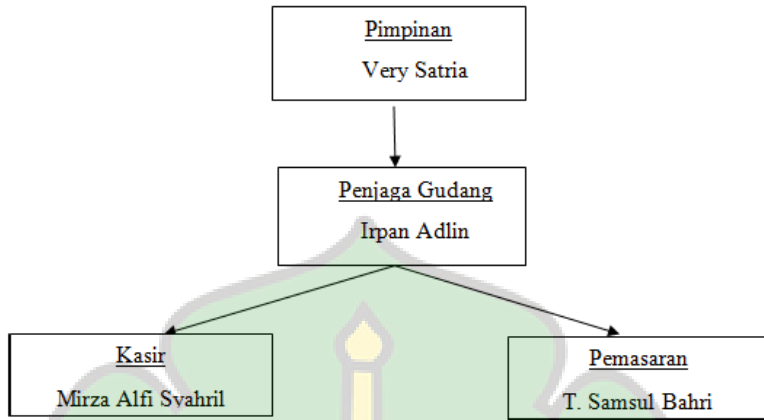 Pimpinan
Very Satria
Penjaga Gudang
Irpan Adlin
Kasir
Mirza Alfi Syahril
Pemasaran
T. Samsul Bahri